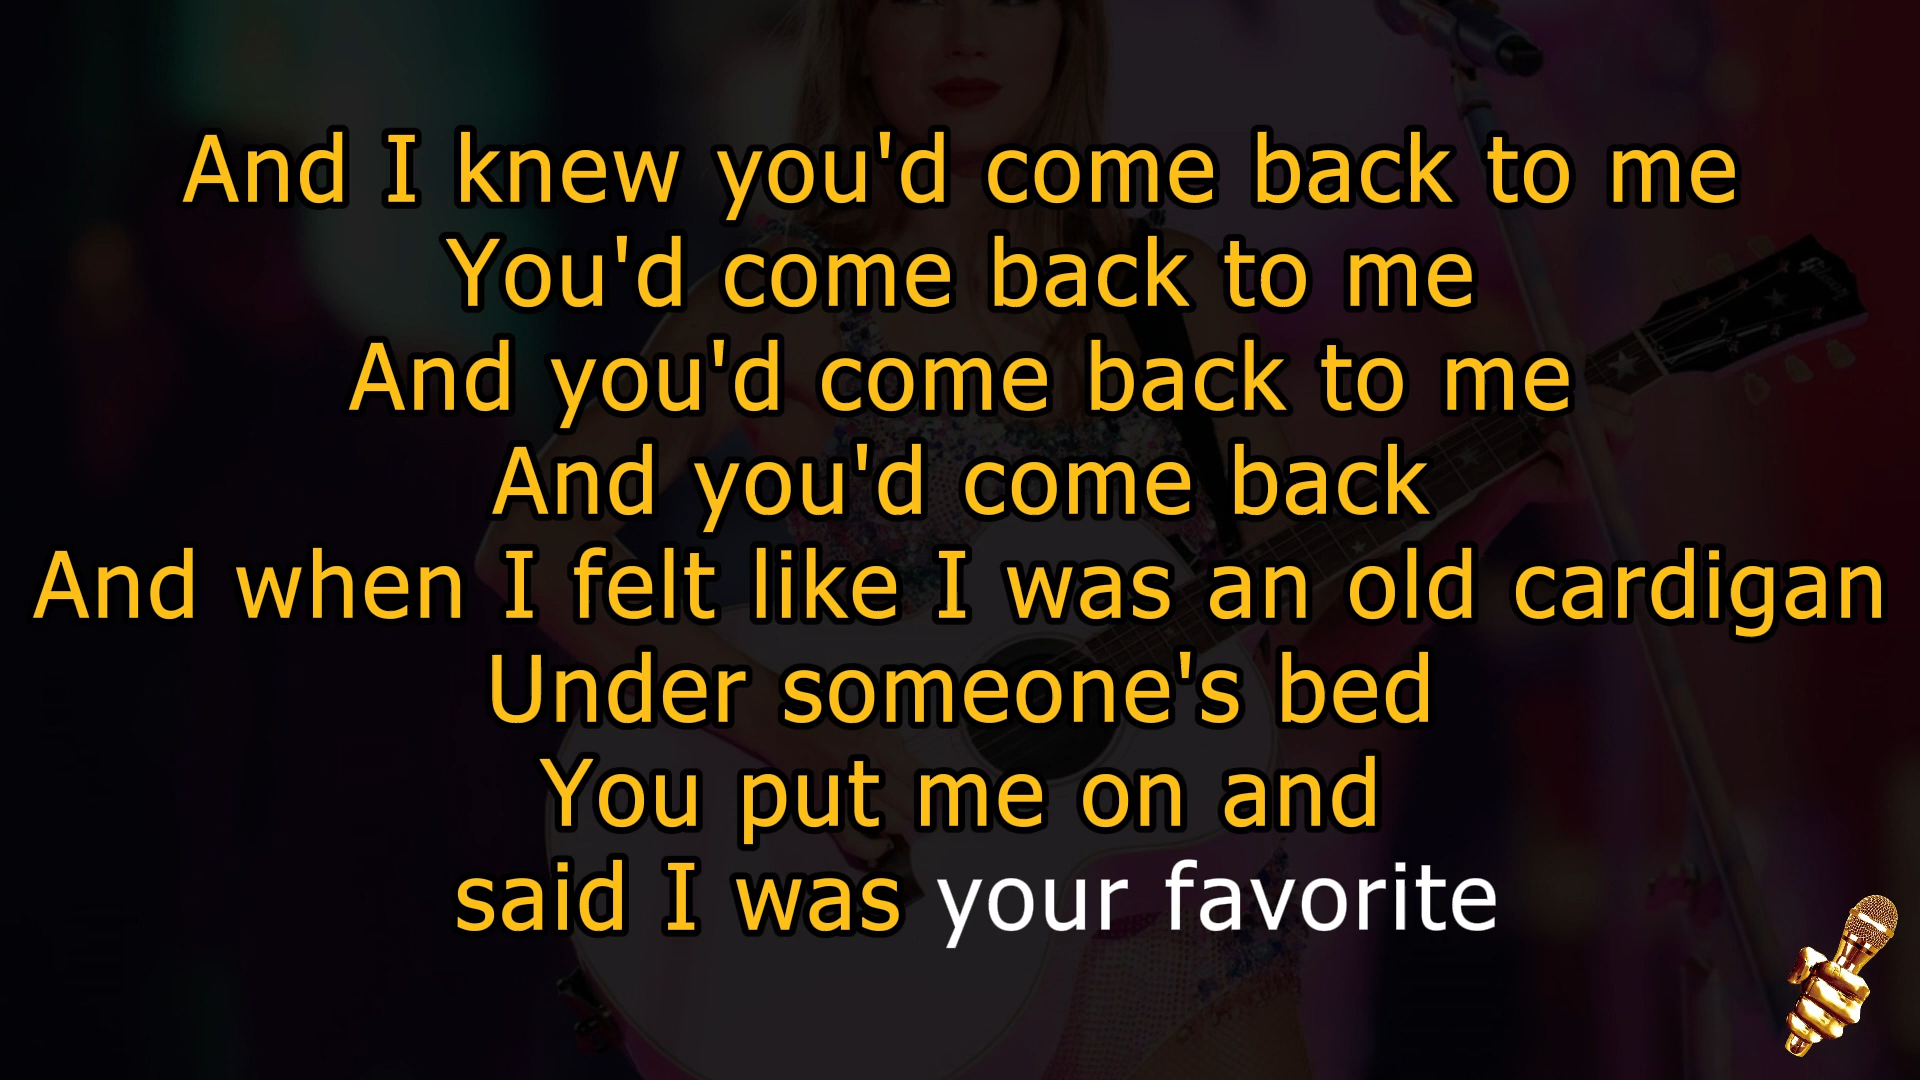 And I knew you'd come back to me
You'd come back to me
And you'd come back to me
And you'd come back
And when I felt like I was an old cardigan
Under someone's bed
You put me on and
said I was your favorite
Gibson